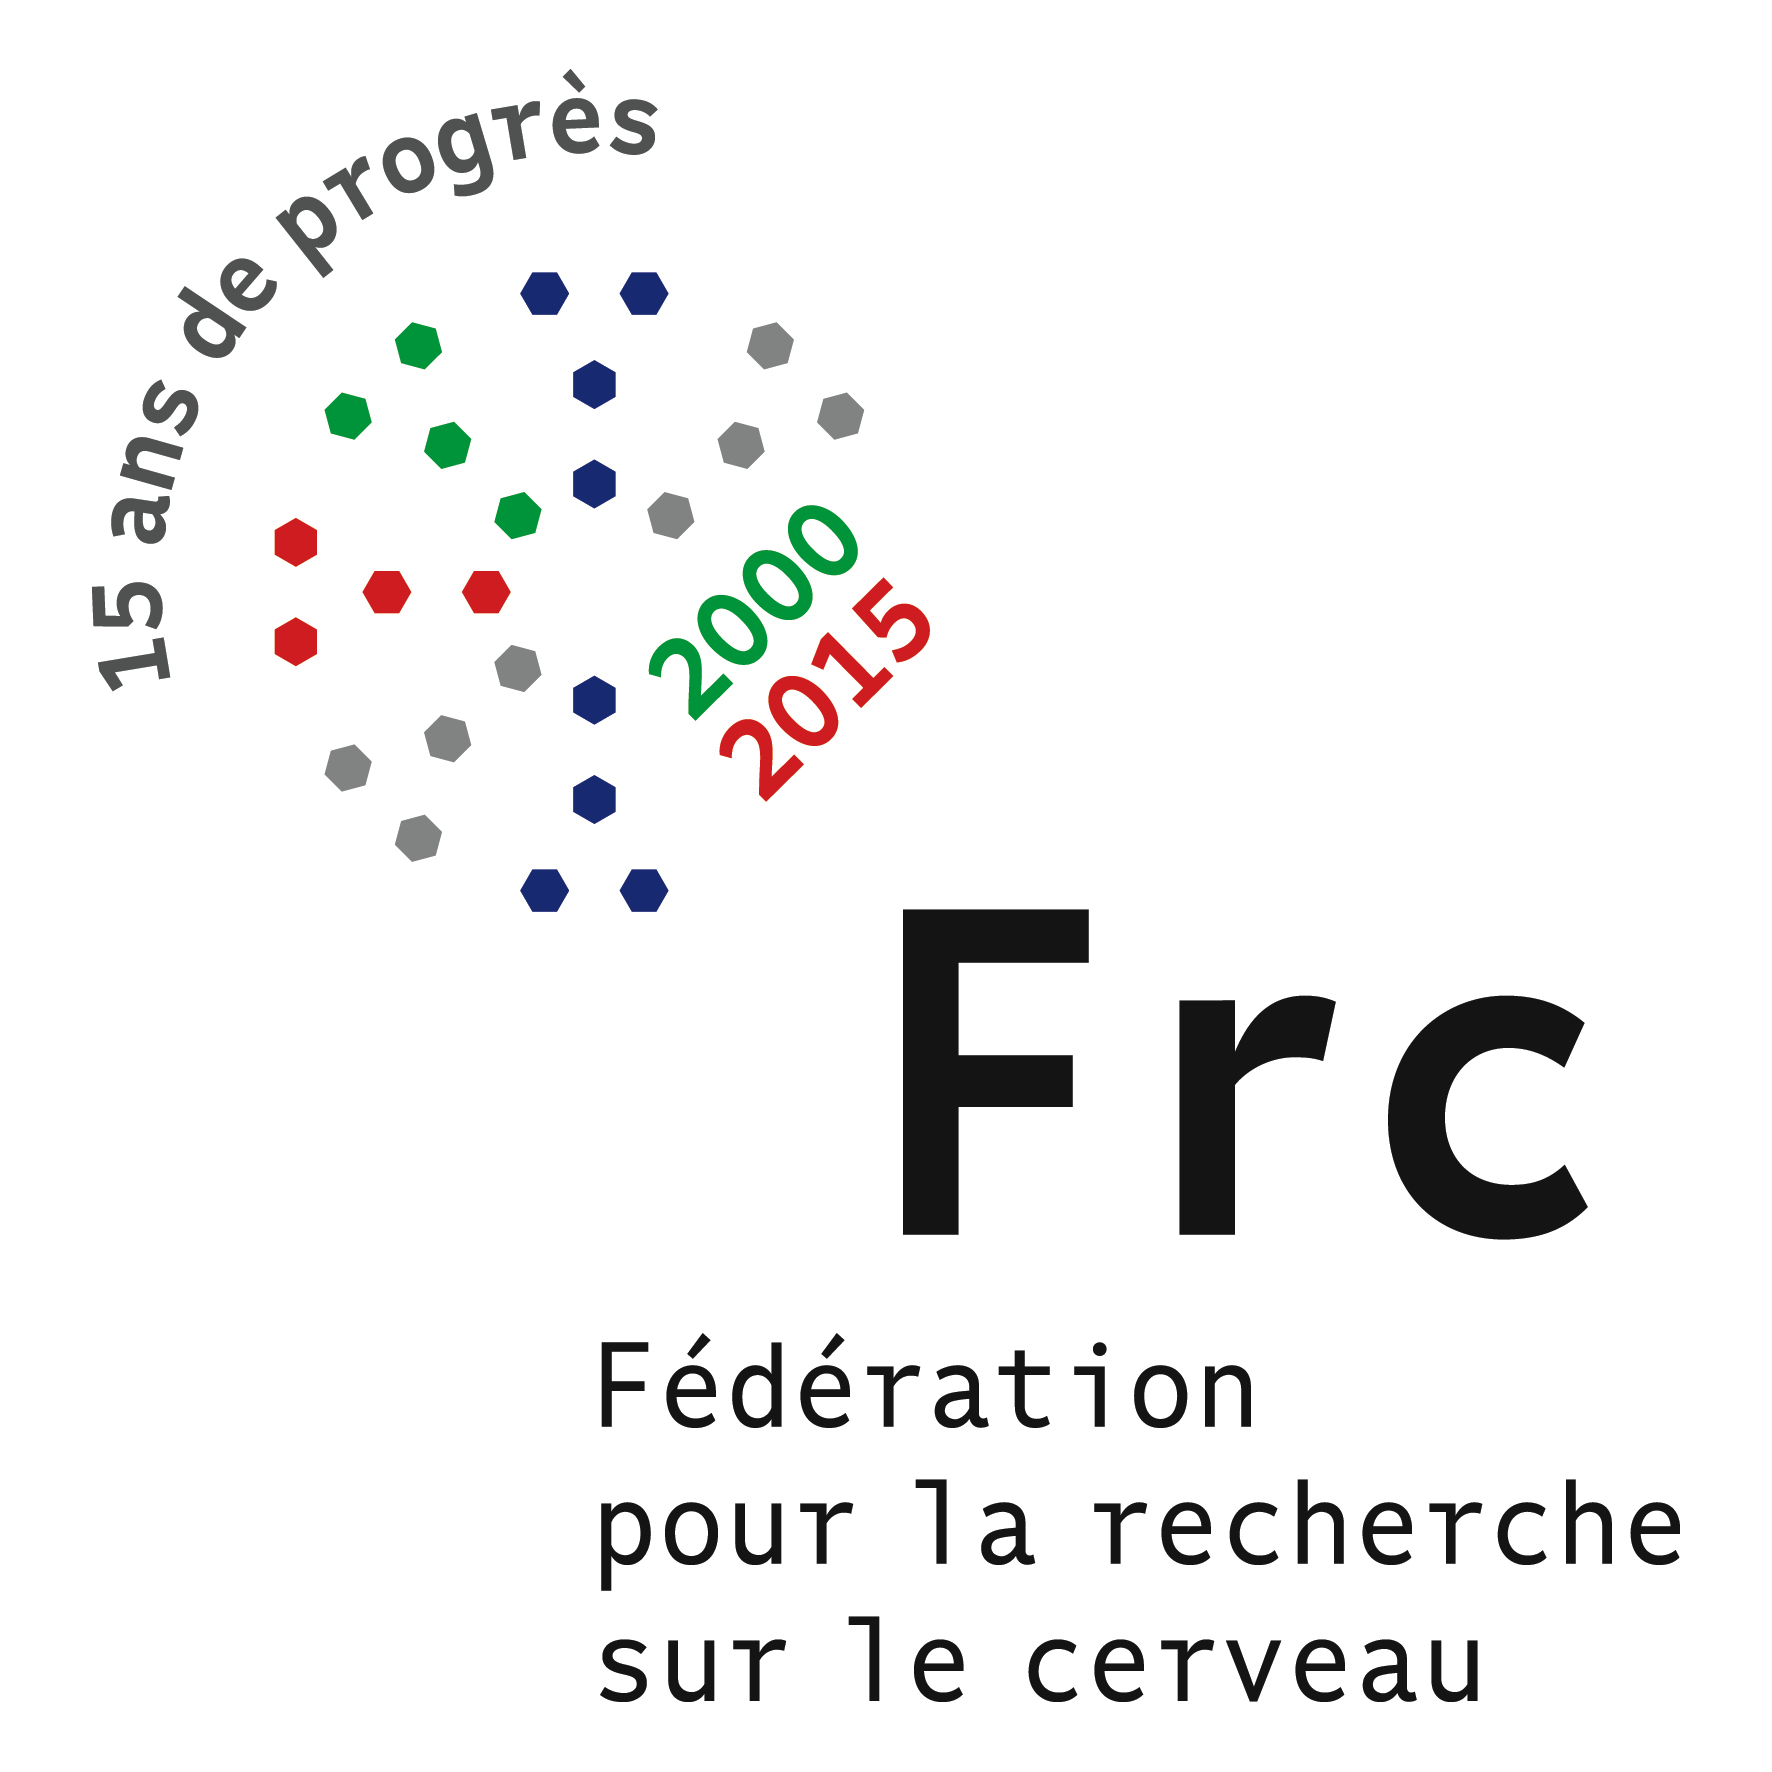 15 ans de progrès
2000
2015
Frc
Fédération
pour la recherche
sur le cerveau